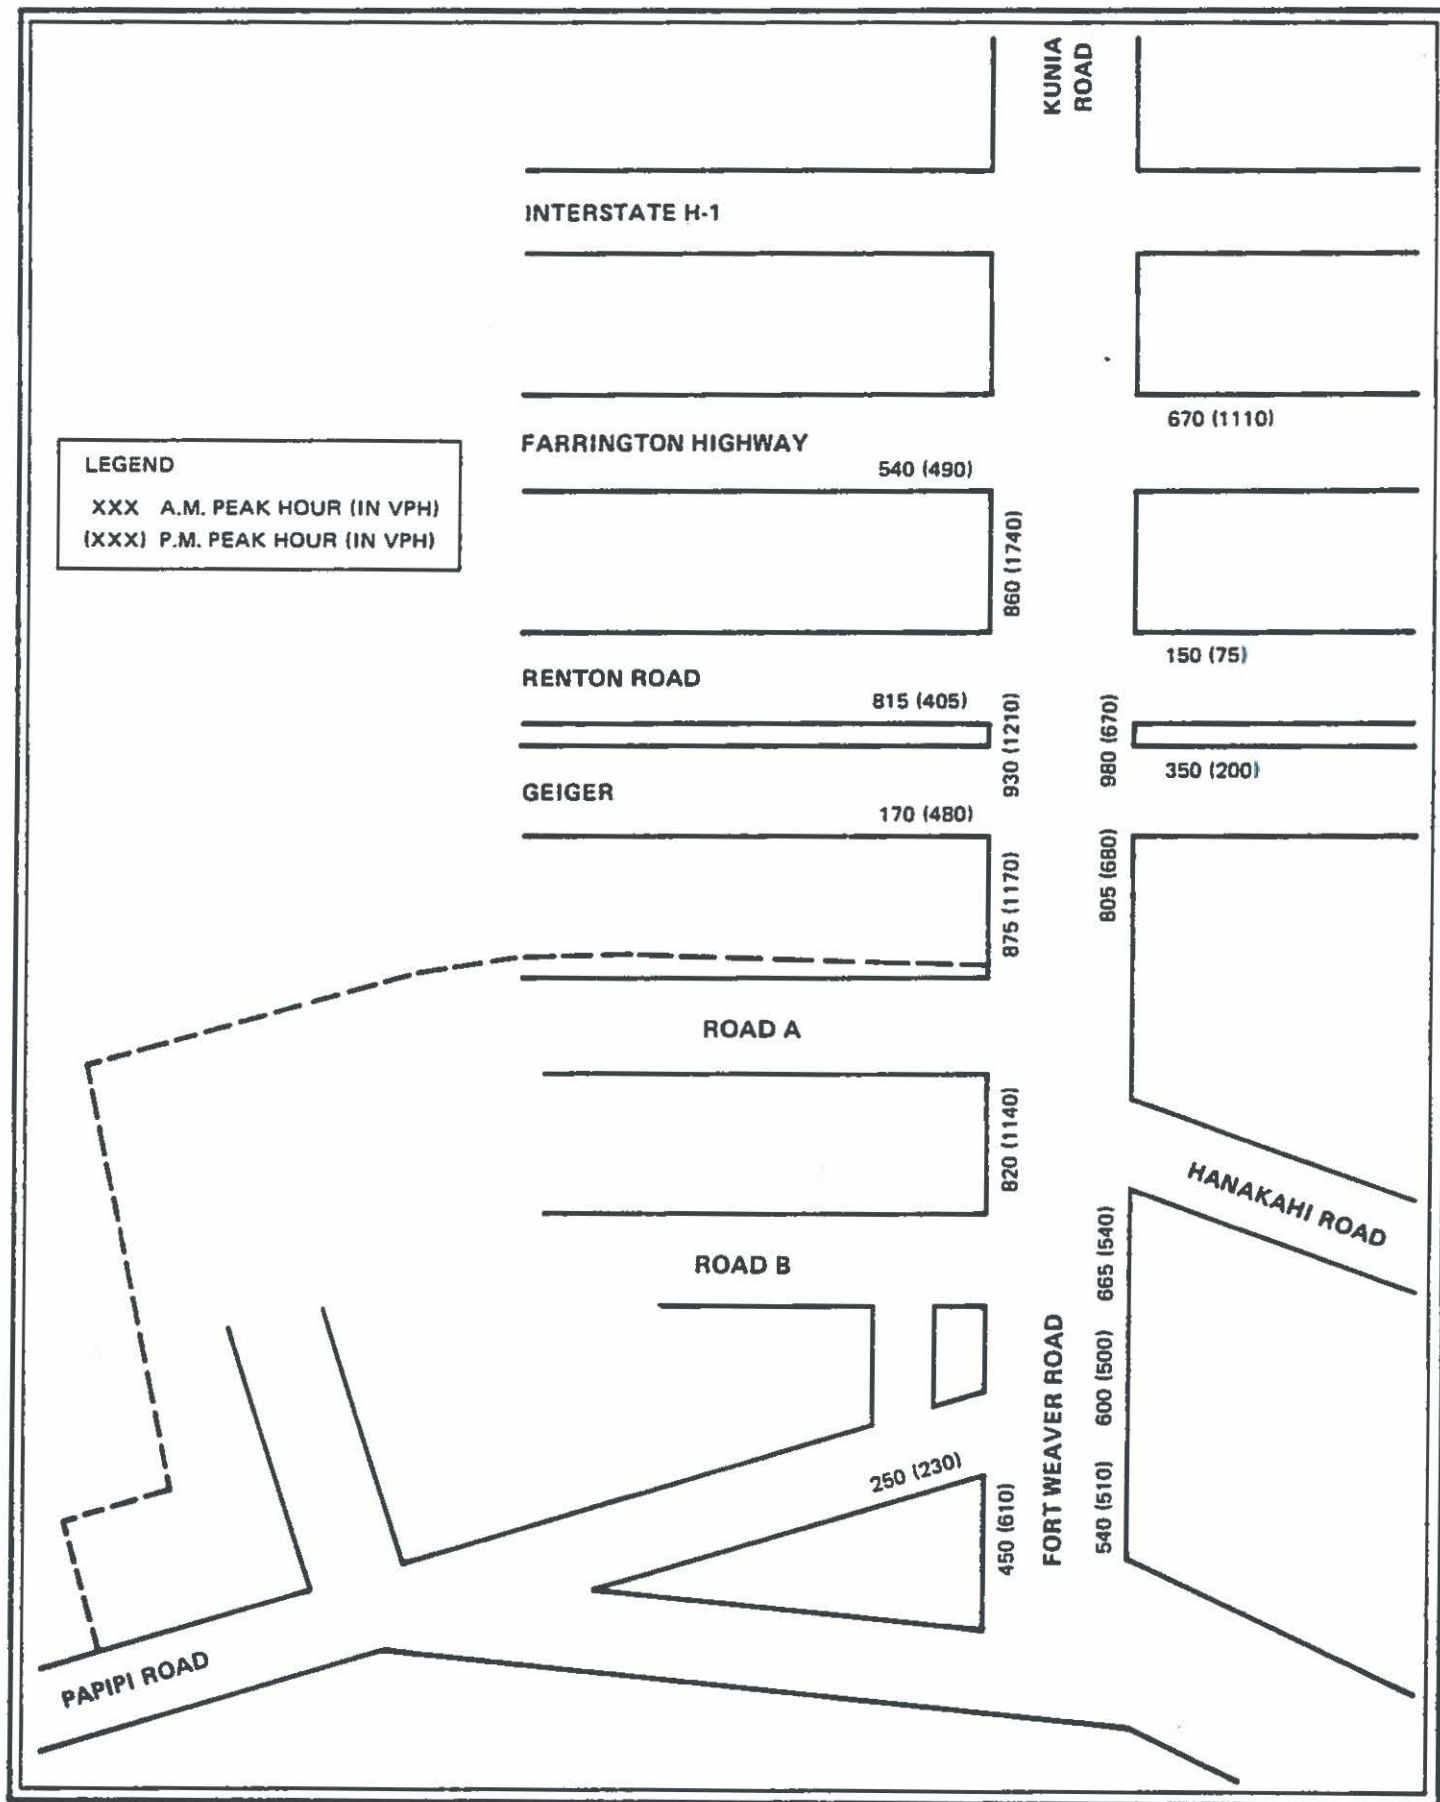 KUNIA
ROAD
INTERSTATE H-1
670 (1110)
FARRINGTON HIGHWAY
540 (490)
LEGEND
XXX A.M. PEAK HOUR (IN VPH)
(XXX) P.M. PEAK HOUR (IN VPH)
860 (1740)
150 (75)
RENTON ROAD
815 (405)
930 (1210)
980 (670)
350 (200)
GEIGER
170 (480)
875 (1170)
805 (680)
ROAD A
820 (1140)
HANAKAHI ROAD
665 (540)
ROAD B
FORT WEAVER ROAD
600 (500)
250 (230)
450 (610)
540 (510)
PAPIPI ROAD